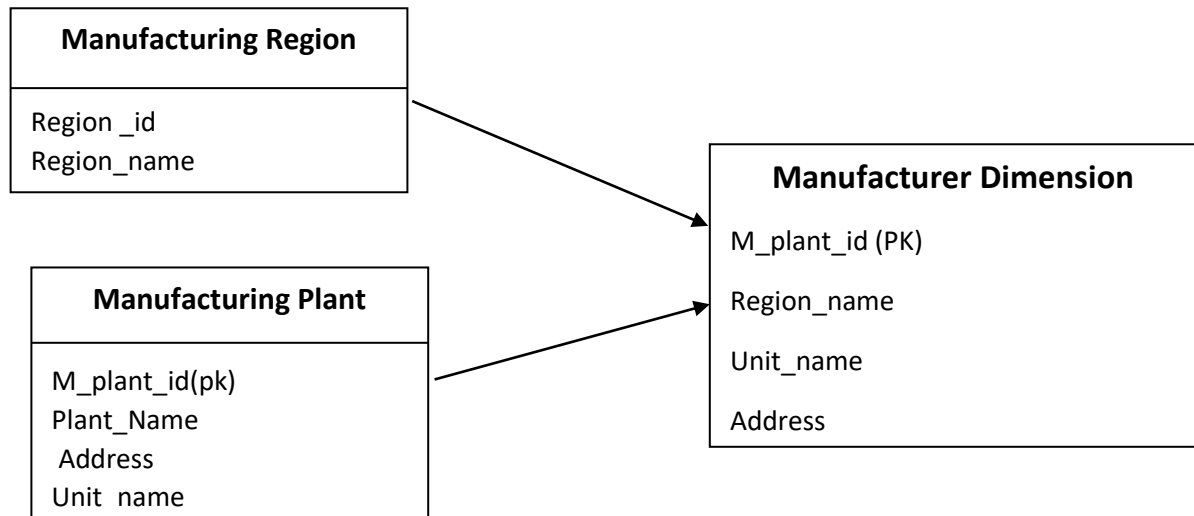 Manufacturing Region
Region _id
Region_name
Manufacturing Plant
M_plant_id(pk)
Plant_Name
Address
Unit name
Manufacturer Dimension
M_plant_id (PK)
Region_name
Unit_name
Address